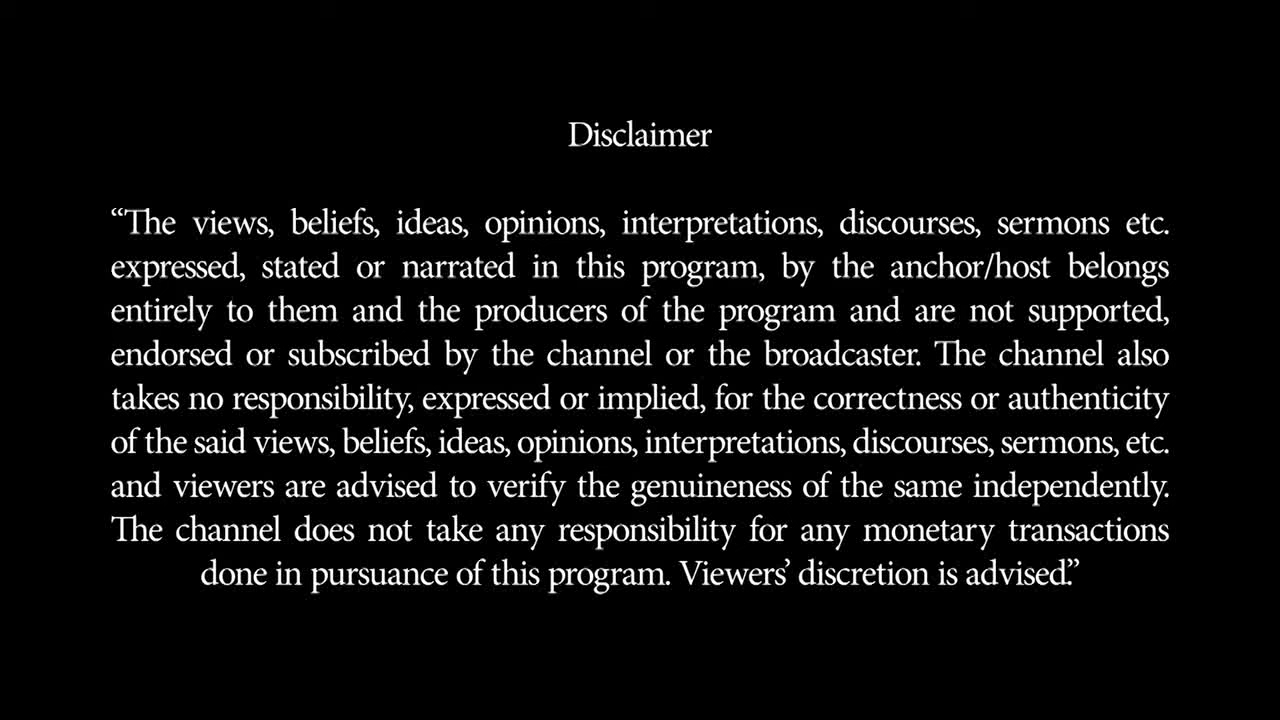 Disclaimer
“The views, beliefs, ideas, opinions, interpretations, discourses, sermons etc.
expressed, stated or narrated in this program, by the anchor/host belongs
entirely to them and the producers of the program and are not supported,
endorsed or subscribed by the channel or the broadcaster. The channel also
takes no responsibility, expressed or implied, for the correctness or authenticity
of the said views, beliefs, ideas, opinions, interpretations, discourses, sermons, etc.
and viewers are advised to verify the genuineness of the same independently.
The channel does not take any responsibility for any monetary transactions
done in pursuance of this program. Viewers’ discretion is advised.”